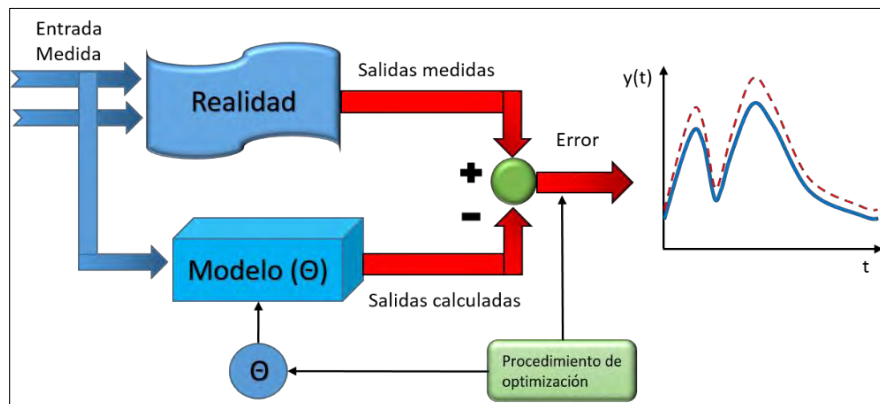 Entrada
Medida
Realidad
Salidas medidas
y(t)
Error
+
-
Modelo (Θ)
Salidas calculadas
t
Θ
Procedimiento de
optimización